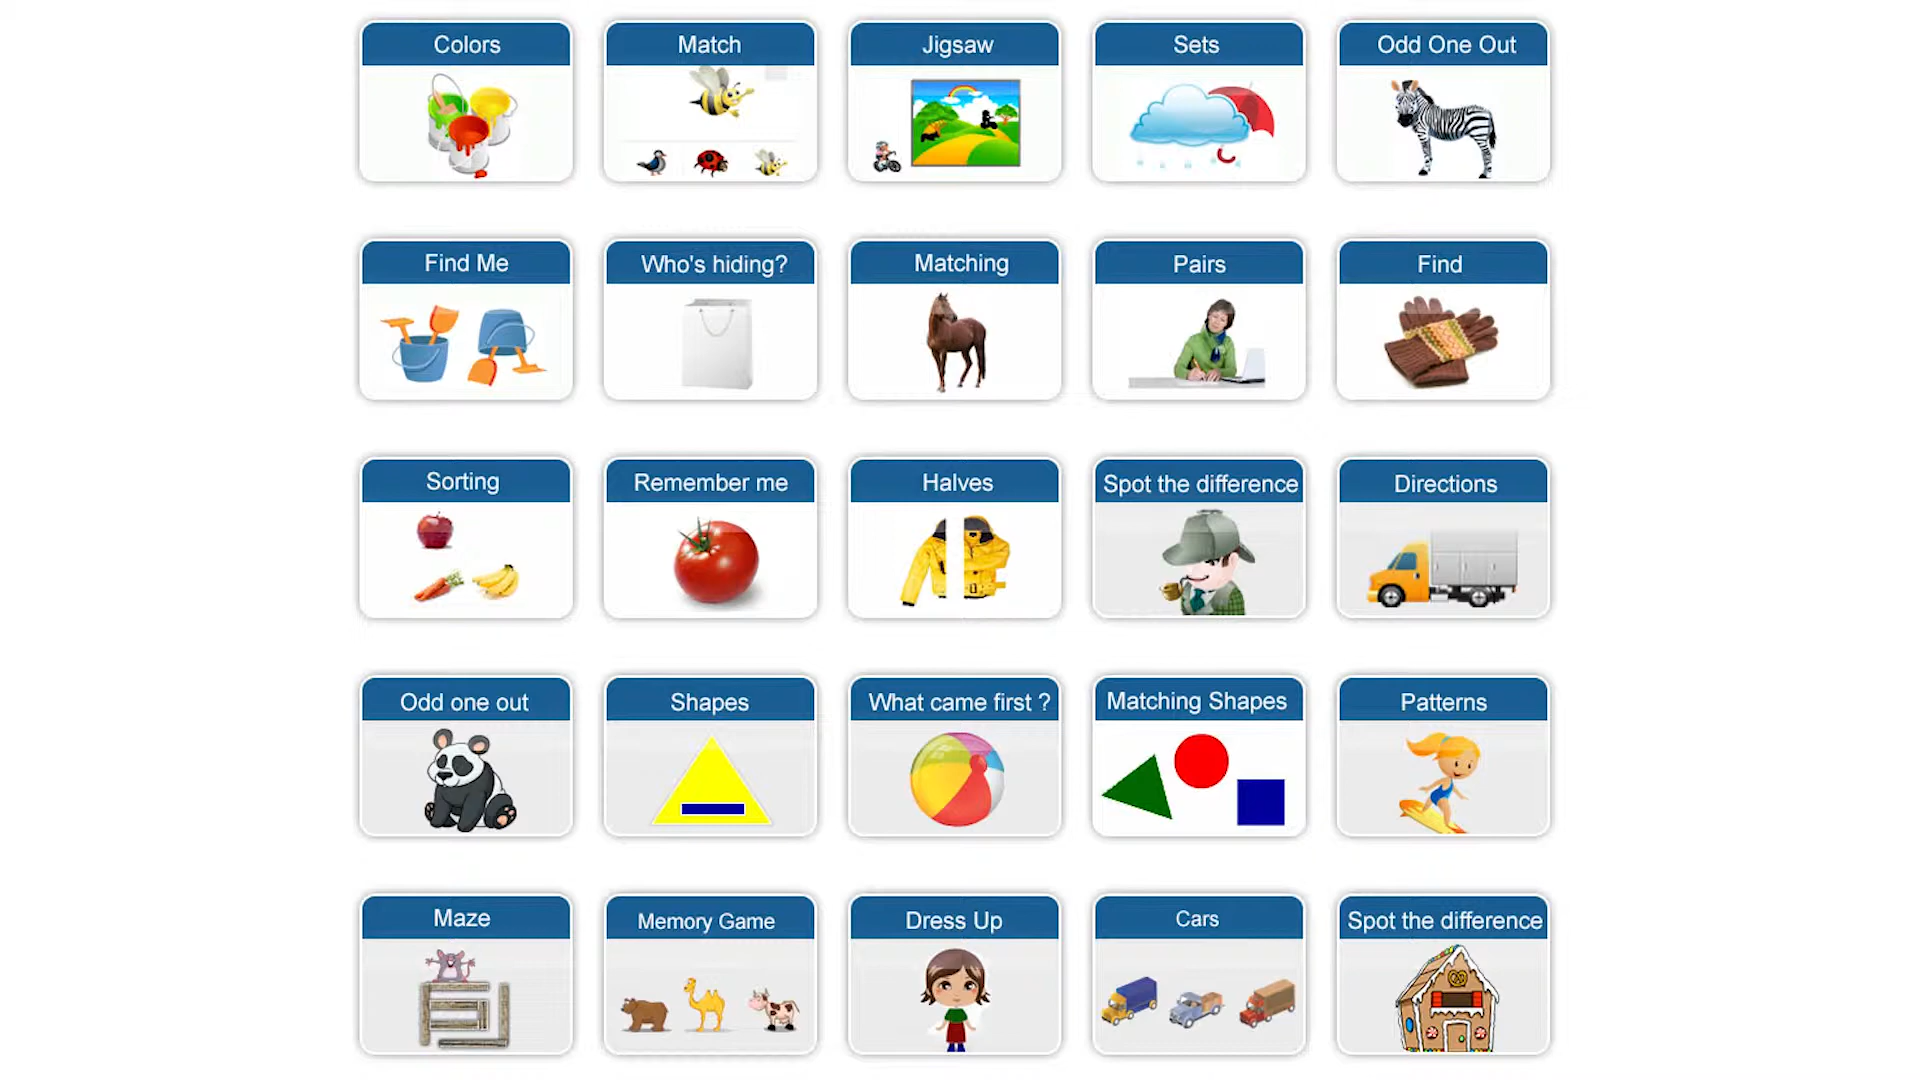 Colors
Match
Jigsaw
Sets
Odd One Out
Find Me
Who's hiding?
Matching
Pairs
Find
Sorting
Remember me
Halves
Spot the difference
Directions
Odd one out
Shapes
What came first ?
Matching Shapes
Patterns
Maze
Memory Game
Dress Up
Cars
Spot the difference